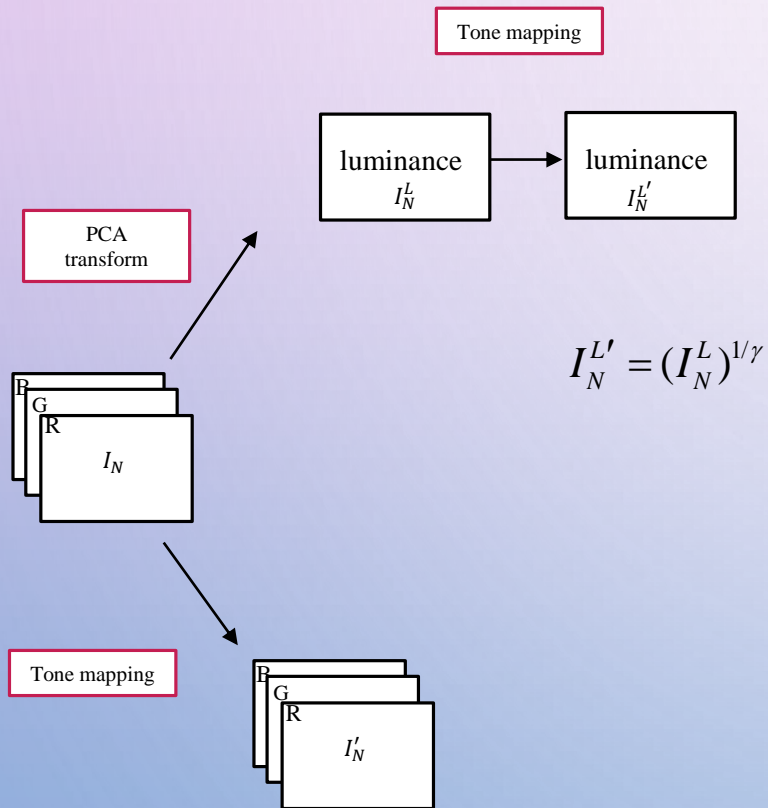 Tone mapping
luminance
I_N^L
luminance
I_N^{L'}
PCA
transform
I_N^{L'} = (I_N^L)^{1/γ}
B
G
R
I_N
Tone mapping
B
G
R
I'_N